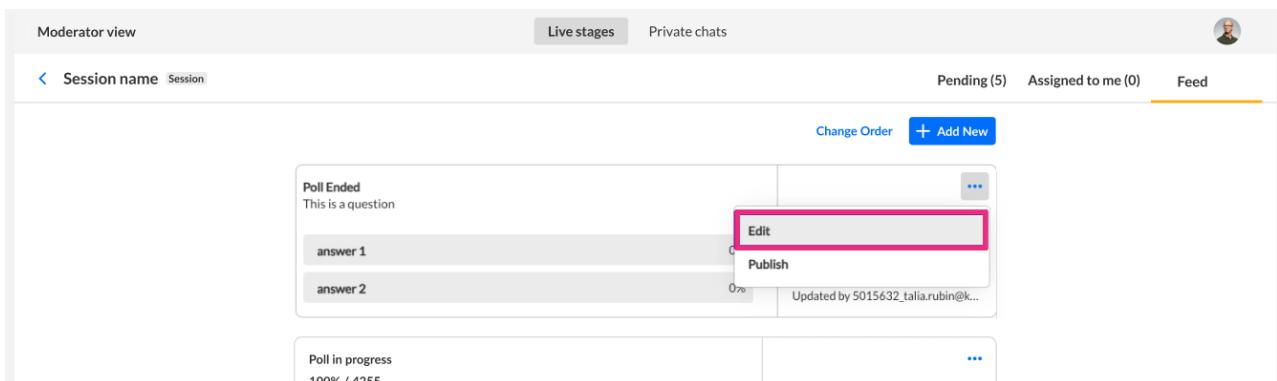 Moderator view
Live stages
Private chats
Session name
Session
Pending (5)
Assigned to me (0)
Feed
Change Order
+ Add New
Poll Ended
This is a question
answer 1
answer 2
0%
Edit
Publish
Updated by 5015632_talia.rubin@k...
Poll in progress
100% / 4255